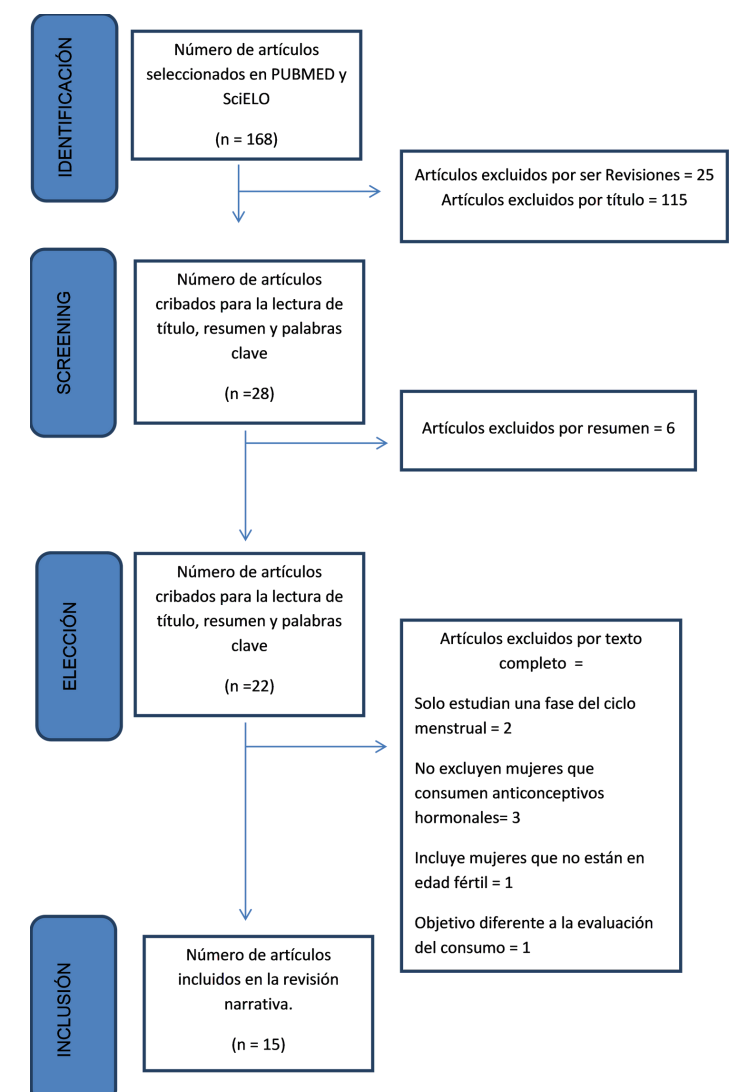 IDENTIFICACIÓN
Número de artículos
seleccionados en PUBMED y
SciELO
(n = 168)
Artículos excluidos por ser Revisiones = 25
Artículos excluidos por título = 115
SCREENING
Número de artículos
cribados para la lectura de
título, resumen y palabras
clave
(n =28)
Artículos excluidos por resumen = 6
ELECCIÓN
Número de artículos
cribados para la lectura de
título, resumen y palabras
clave
(n =22)
Artículos excluidos por texto
completo =
Solo estudian una fase del ciclo
menstrual = 2
No excluyen mujeres que
consumen anticonceptivos
hormonales= 3
Incluye mujeres que no están en
edad fértil = 1
Objetivo diferente a la evaluación
del consumo = 1
INCLUSIÓN
Número de artículos
incluidos en la revisión
narrativa.
(n = 15)